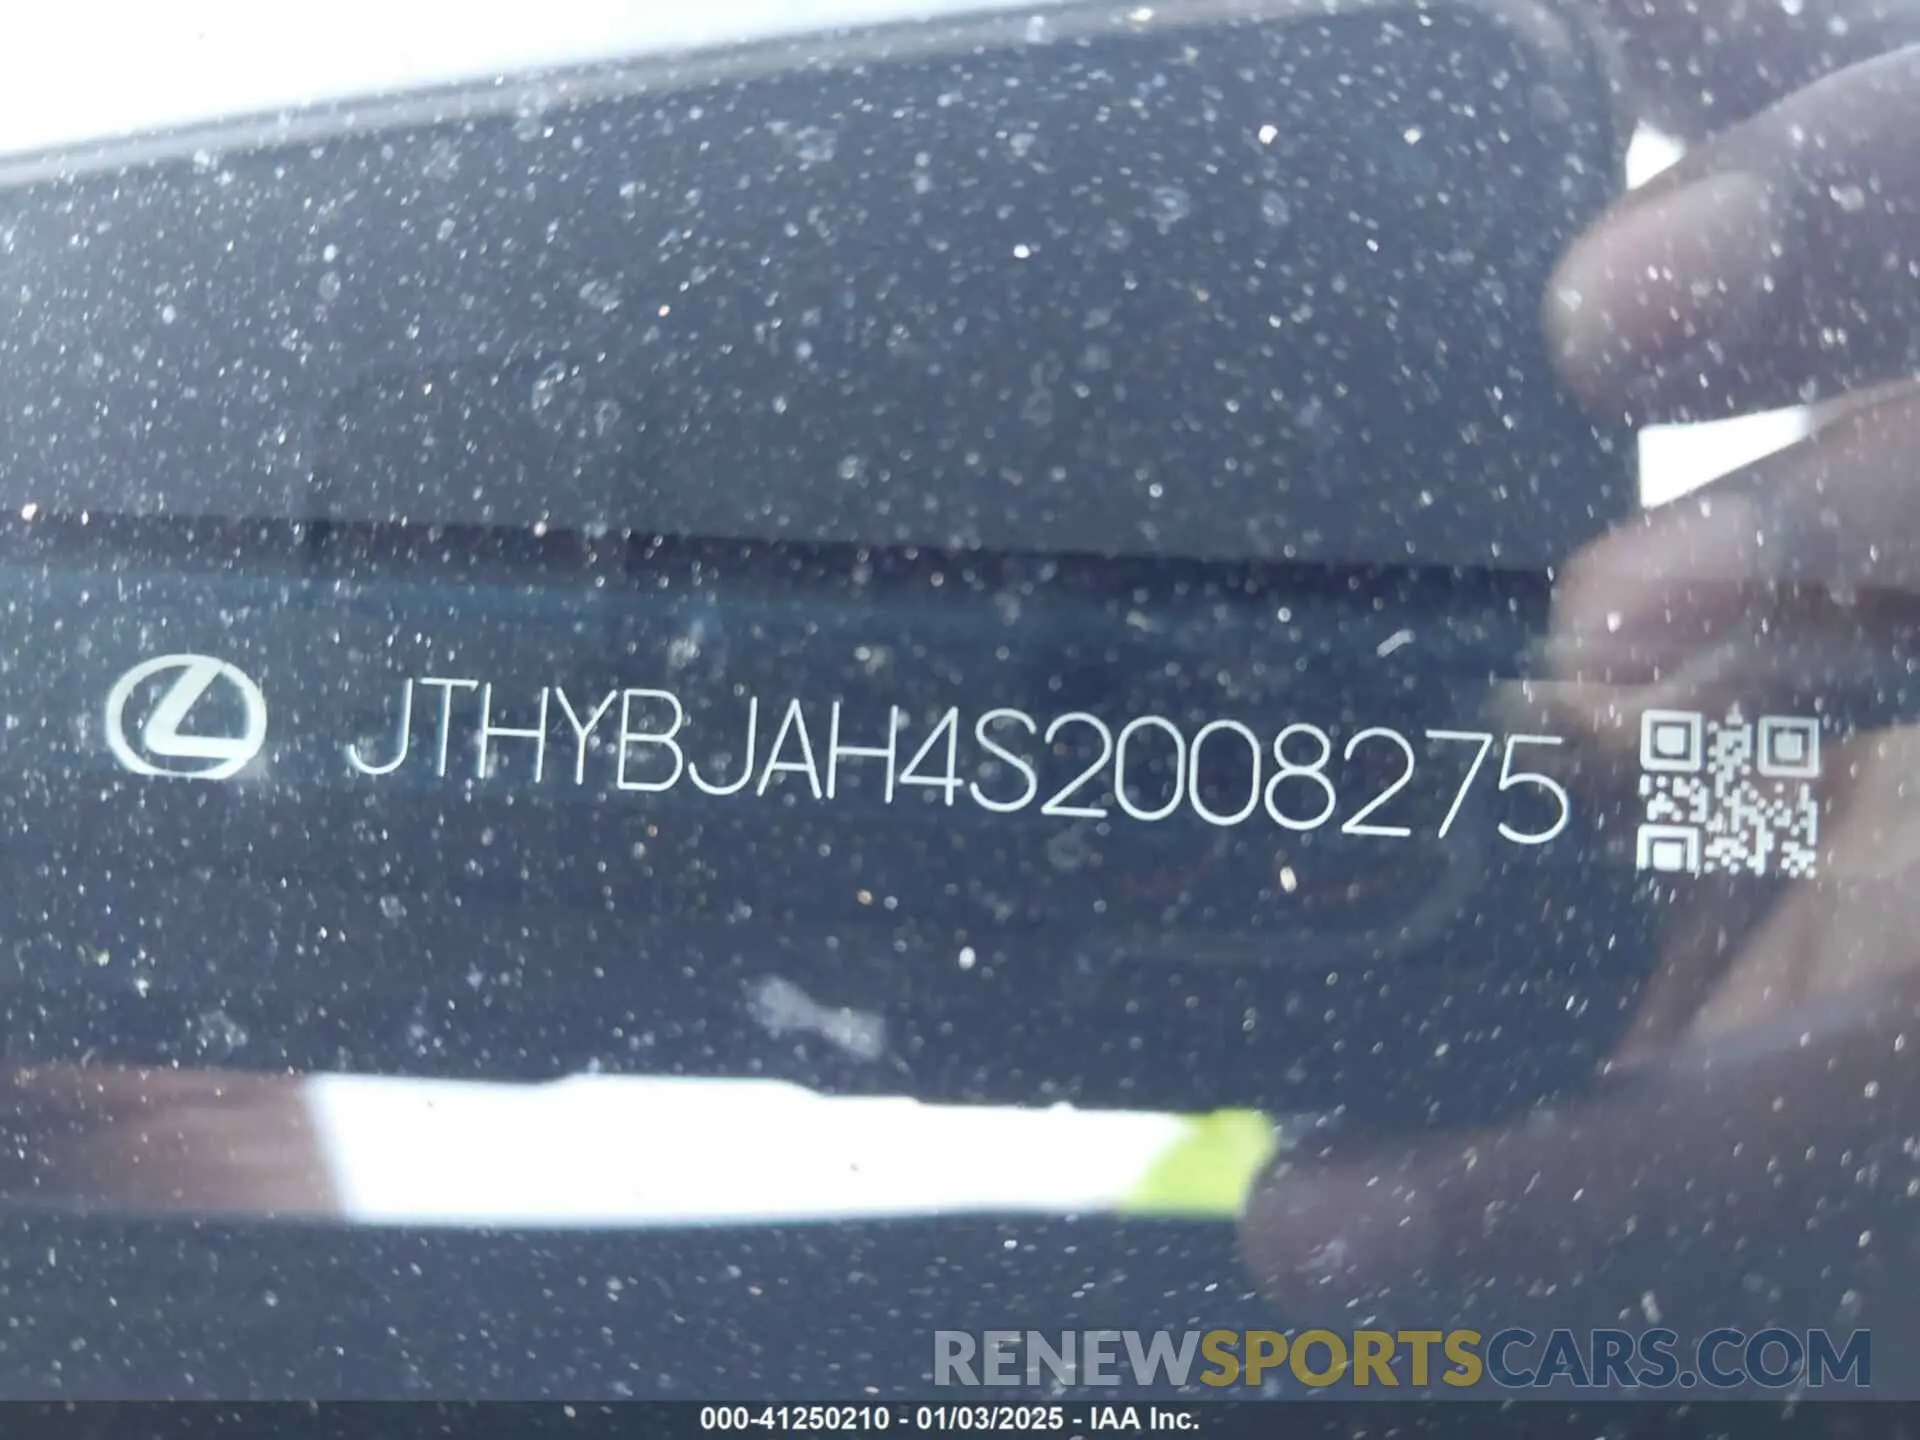 JTHYBJAH4S2008275
RENEWSPORTSCARS.COM
000-41250210 - 01/03/2025 - IAA Inc.